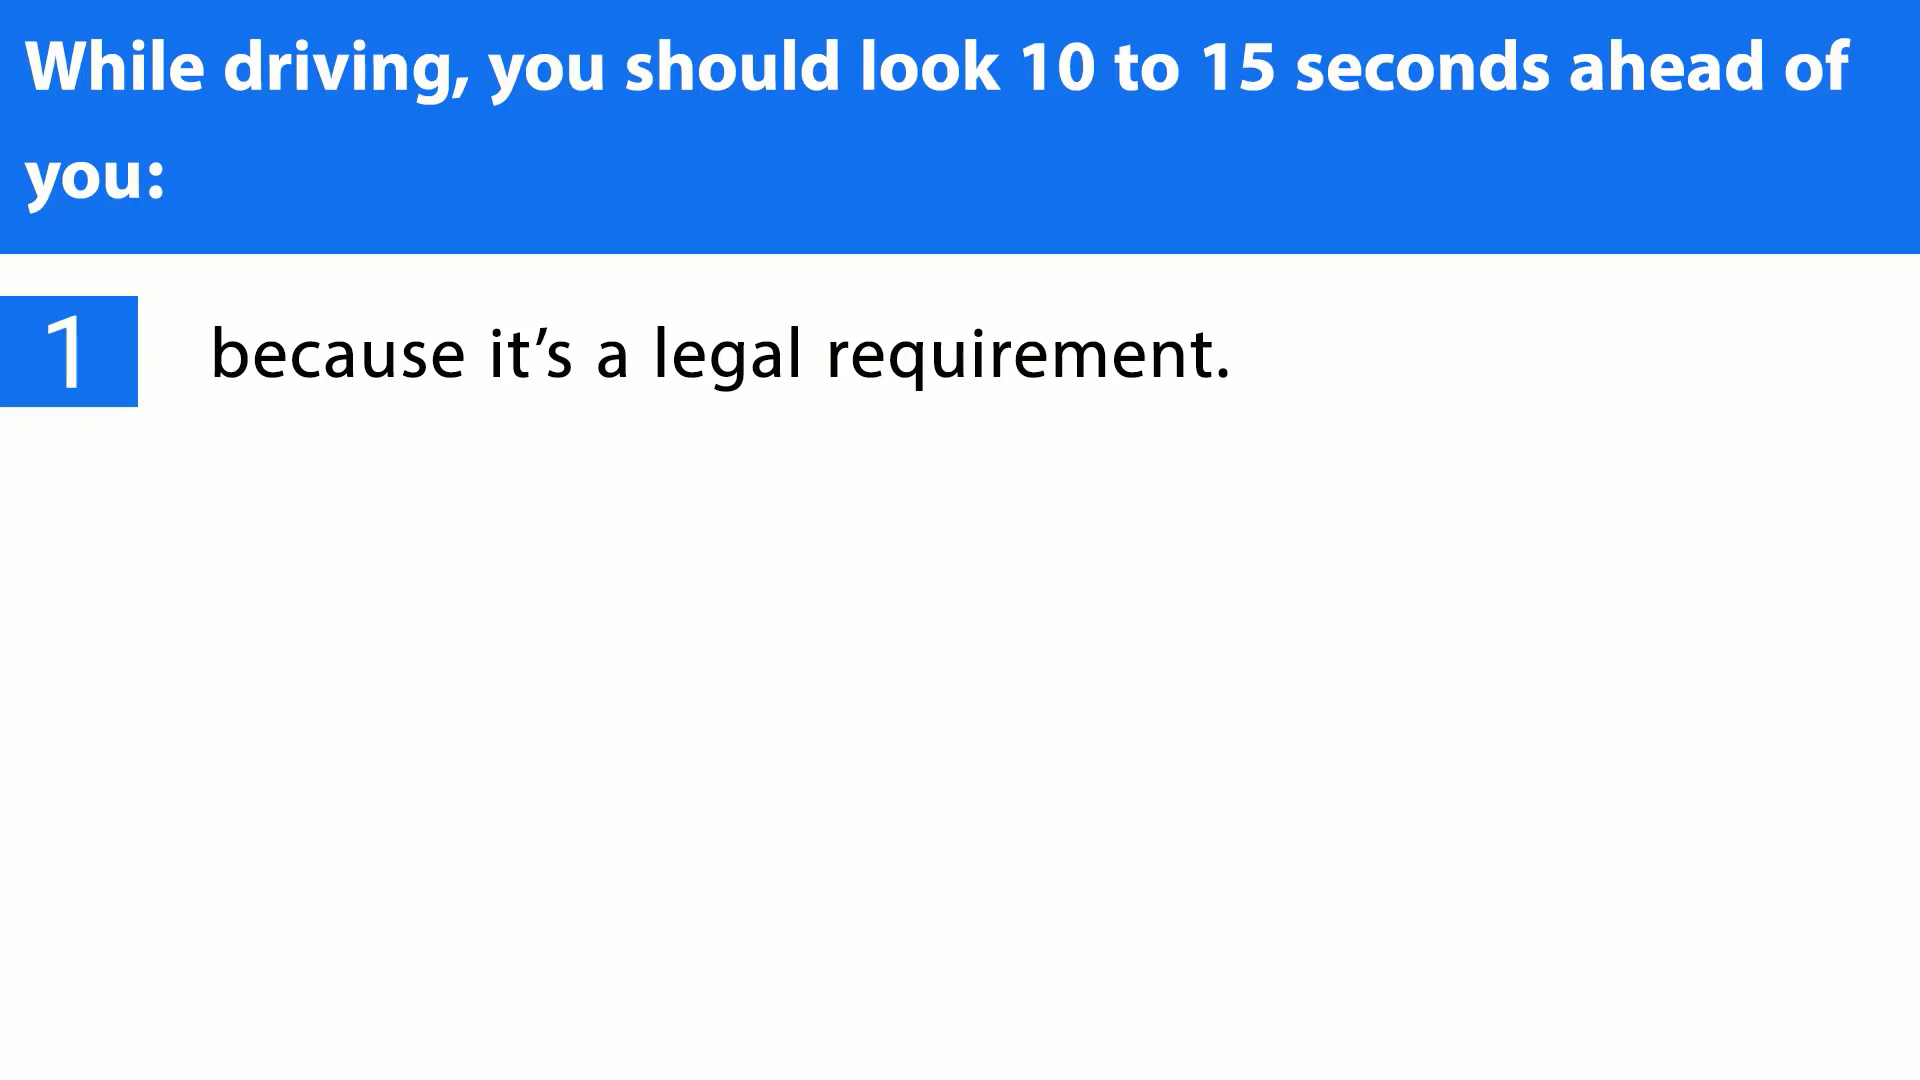 While driving, you should look 10 to 15 seconds ahead of
you:
1 because it’s a legal requirement.